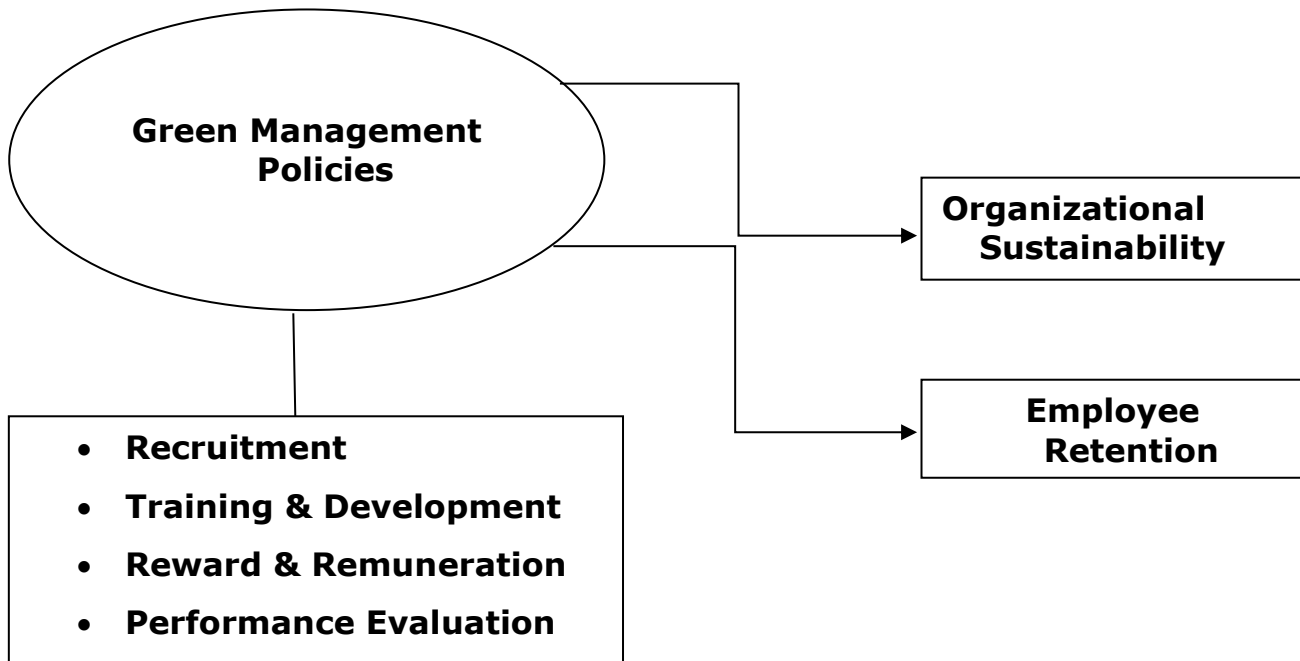 Green Management
Policies
Organizational
Sustainability
Employee
Retention
• Recruitment
• Training & Development
• Reward & Remuneration
• Performance Evaluation